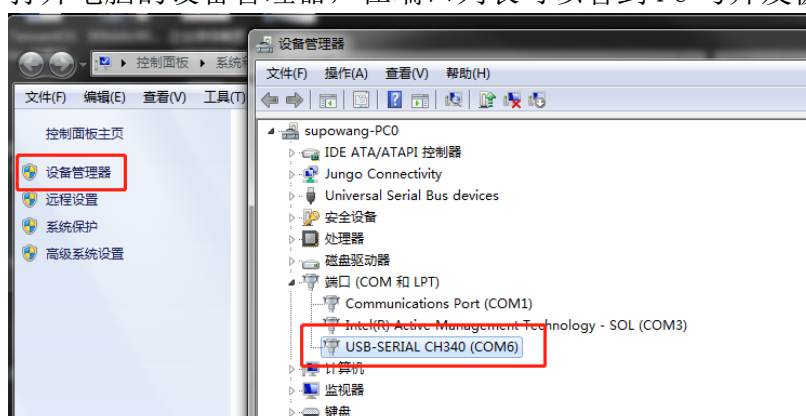 设备管理器
控制面板 ▸ 系统
文件(F) 编辑(E) 查看(V) 工具(T)
控制面板主页
设备管理器
远程设置
系统保护
高级系统设置
文件(F) 操作(A) 查看(V) 帮助(H)
supowang-PC0
IDE ATA/ATAPI 控制器
Jungo Connectivity
Universal Serial Bus devices
安全设备
处理器
磁盘驱动器
端口 (COM 和 LPT)
Communications Port (COM1)
Intel(R) Active Management Technology - SOL (COM3)
USB-SERIAL CH340 (COM6)
计算机
监视器
键盘